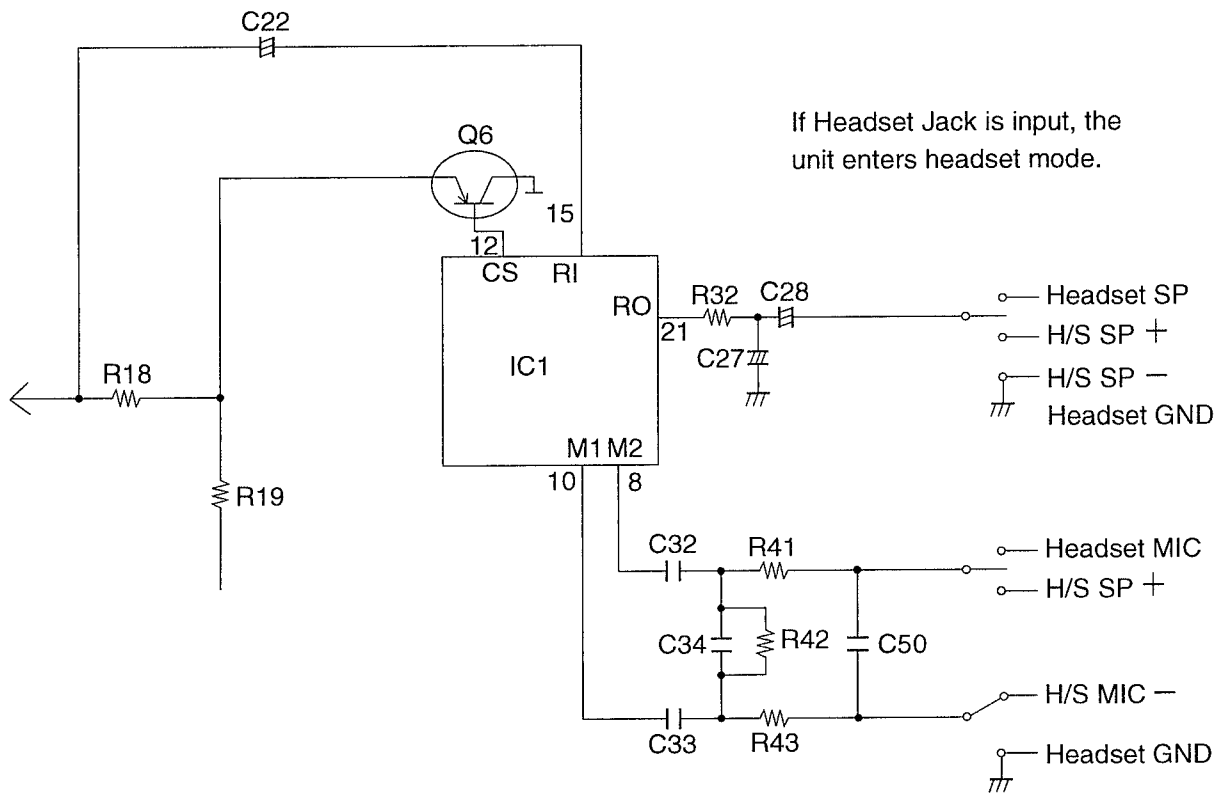 C22
If Headset Jack is input, the
unit enters headset mode.
Q6
15
12
CS RI
RO
21
R32
C28
C27
IC1
Headset SP
H/S SP +
H/S SP −
Headset GND
R18
R19
M1 M2
10
8
C32
R41
C34
R42
C50
C33
R43
Headset MIC
H/S SP +
H/S MIC −
Headset GND